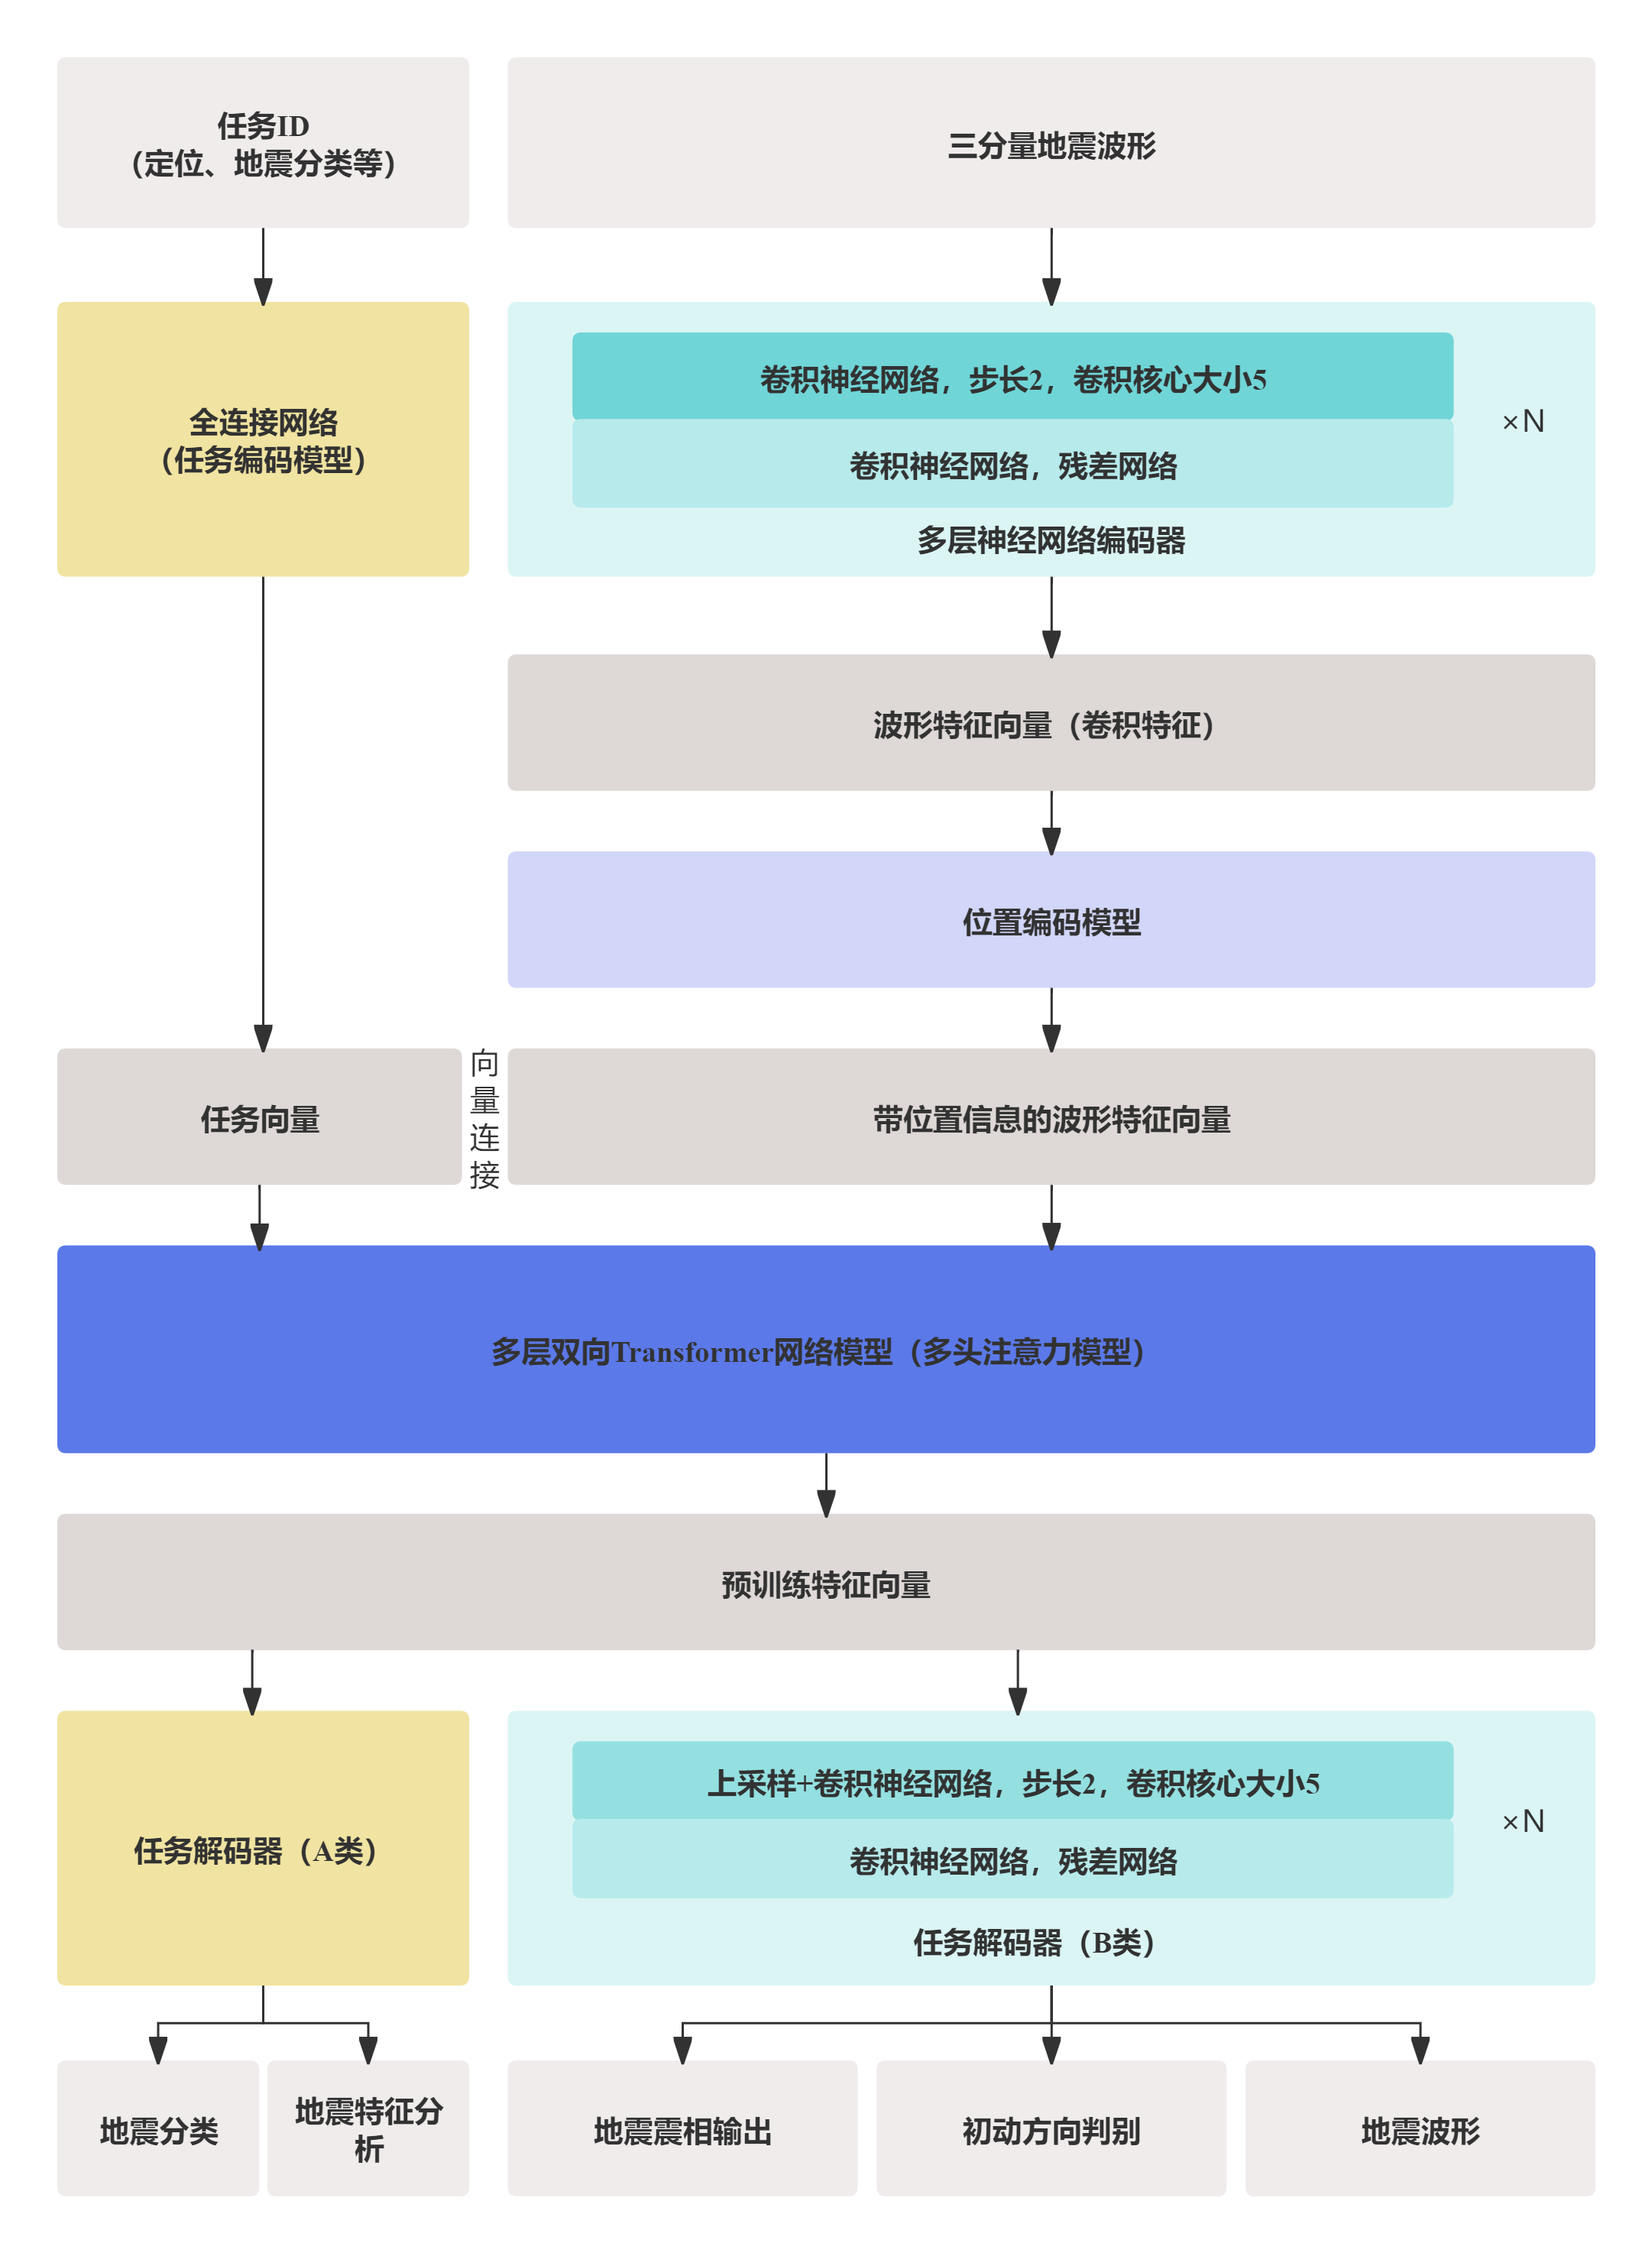 任务ID
（定位、地震分类等）
三分量地震波形
全连接网络
（任务编码模型）
卷积神经网络，步长2，卷积核心大小5
×N
卷积神经网络，残差网络
多层神经网络编码器
波形特征向量（卷积特征）
位置编码模型
任务向量
向
量
连
接
带位置信息的波形特征向量
多层双向Transformer网络模型（多头注意力模型）
预训练特征向量
任务解码器（A类）
上采样+卷积神经网络，步长2，卷积核心大小5
×N
卷积神经网络，残差网络
任务解码器（B类）
地震分类
地震特征分
析
地震震相输出
初动方向判别
地震波形